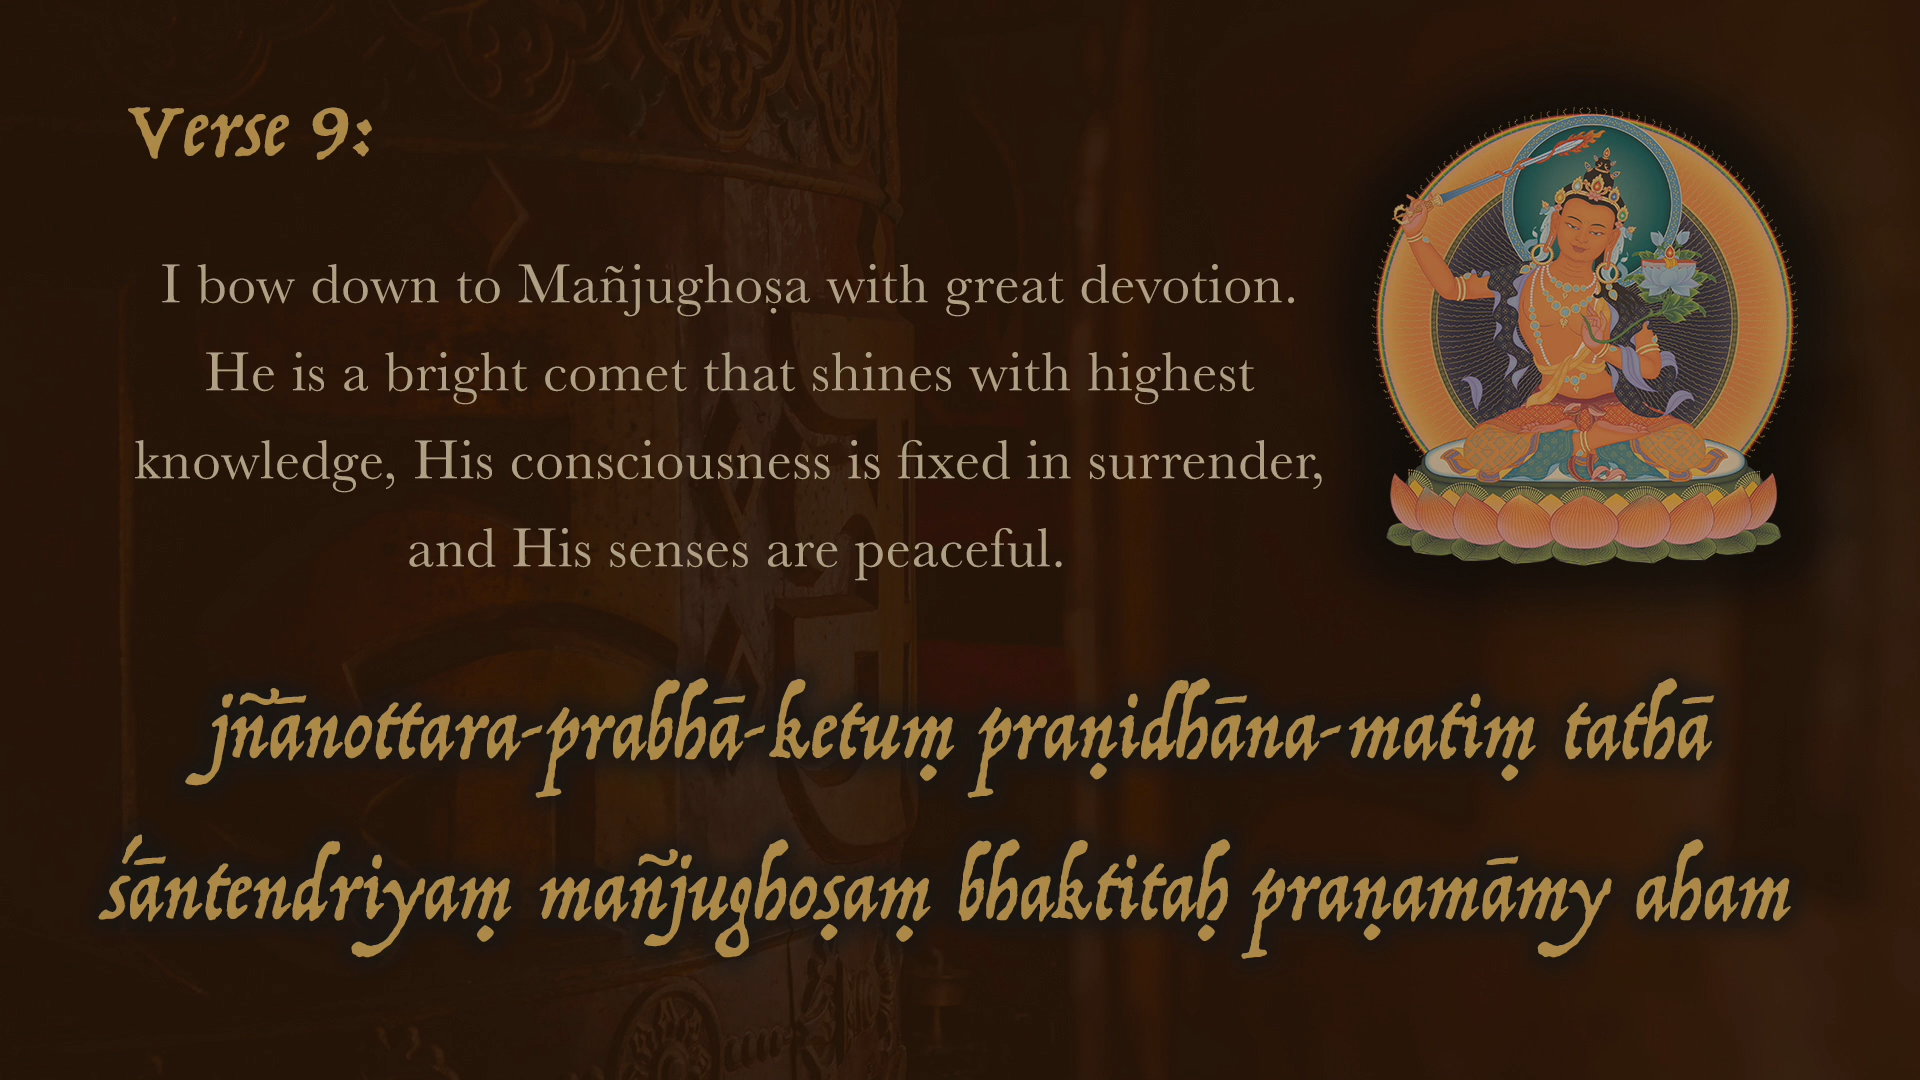 Verse 9:
I bow down to Mañjughoṣa with great devotion.
He is a bright comet that shines with highest
knowledge, His consciousness is fixed in surrender,
and His senses are peaceful.
jñānottara-prabhā-ketuṃ praṇidhāna-matiṃ tathā
śāntendriyaṃ mañjughoṣaṃ bhaktitaḥ praṇamāmy aham